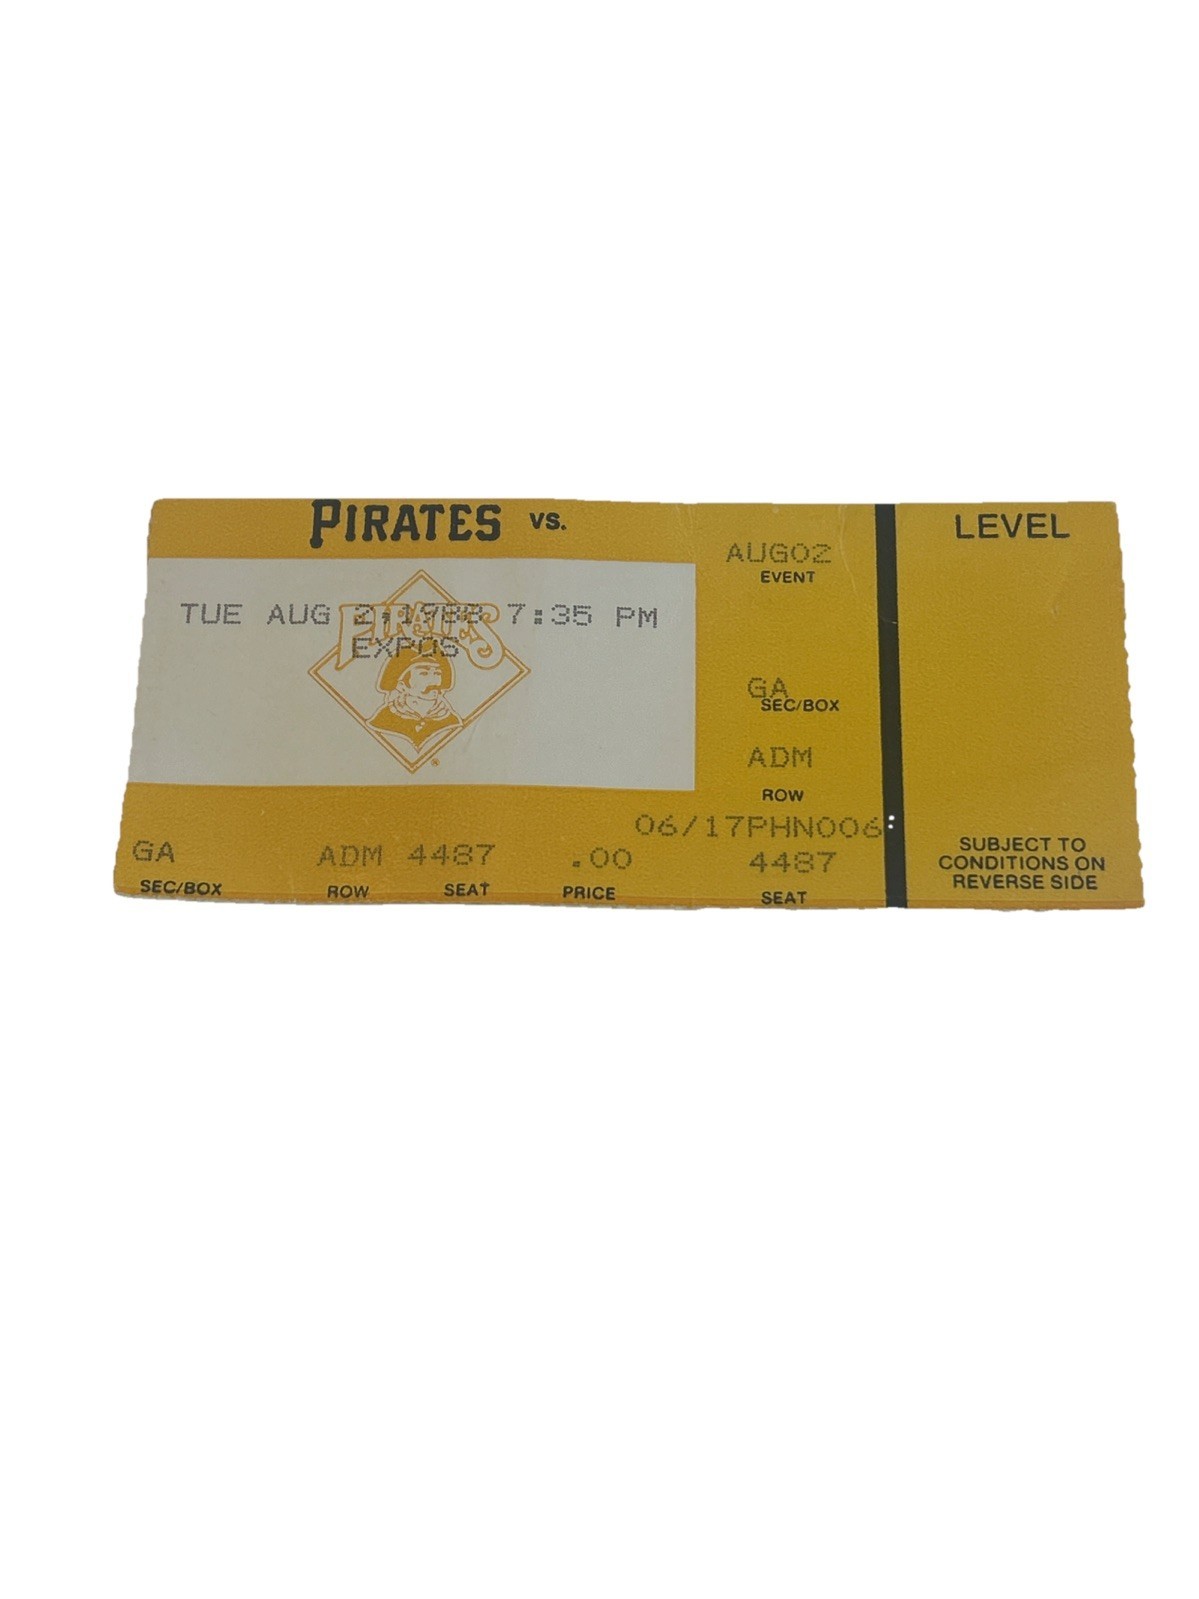 PIRATES vs.
TUE AUG 2,1988 7:35 PM
EXPOS
PIRATES
®
GA ADM 4487 .00
SEC/BOX ROW SEAT PRICE
AUG02
EVENT
GA
SEC/BOX
ADM
ROW
06/17PHN006
4487
SEAT
LEVEL
SUBJECT TO
CONDITIONS ON
REVERSE SIDE